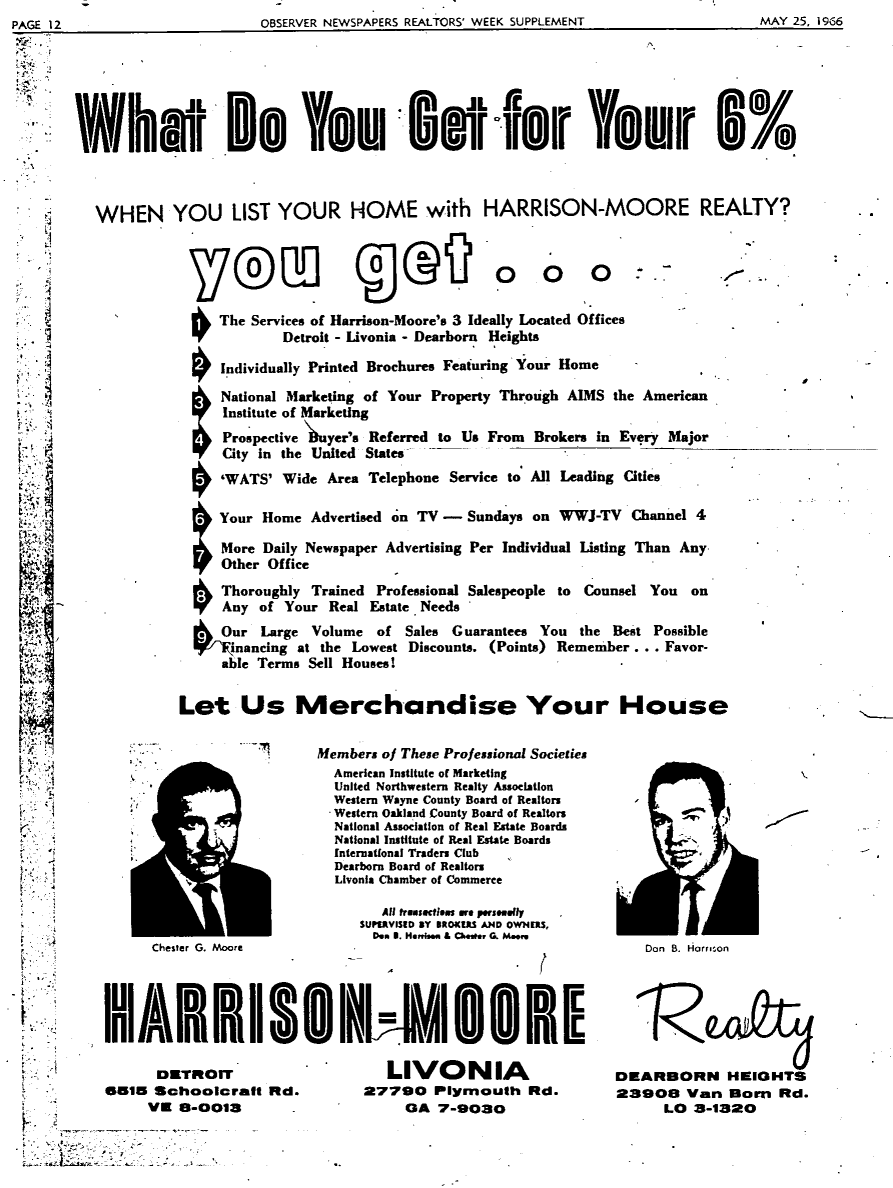 PAGE 12
OBSERVER NEWSPAPERS REALTORS' WEEK SUPPLEMENT
MAY 25, 1966
What Do You Get for Your 6%
WHEN YOU LIST YOUR HOME with HARRISON-MOORE REALTY?
you get . . .
1 The Services of Harrison-Moore's 3 Ideally Located Offices
Detroit - Livonia - Dearborn Heights
2 Individually Printed Brochures Featuring Your Home
3 National Marketing of Your Property Through AIMS the American
Institute of Marketing
4 Prospective Buyer's Referred to Us From Brokers in Every Major
City in the United States
5 'WATS' Wide Area Telephone Service to All Leading Cities
6 Your Home Advertised on TV — Sundays on WWJ-TV Channel 4
7 More Daily Newspaper Advertising Per Individual Listing Than Any
Other Office
8 Thoroughly Trained Professional Salespeople to Counsel You on
Any of Your Real Estate Needs
9 Our Large Volume of Sales Guarantees You the Best Possible
Financing at the Lowest Discounts. (Points) Remember . . . Favor-
able Terms Sell Houses!
Let Us Merchandise Your House
Members of These Professional Societies
American Institute of Marketing
United Northwestern Realty Association
Western Wayne County Board of Realtors
Western Oakland County Board of Realtors
National Association of Real Estate Boards
National Institute of Real Estate Boards
International Traders Club
Dearborn Board of Realtors
Livonia Chamber of Commerce
All transactions are personally
SUPERVISED BY BROKERS AND OWNERS,
Don B. Harrison & Chester G. Moore
Chester G. Moore
Don B. Harrison
HARRISON-MOORE Realty
DETROIT
6515 Schoolcraft Rd.
VE 8-0013
LIVONIA
27790 Plymouth Rd.
GA 7-9030
DEARBORN HEIGHTS
23908 Van Born Rd.
LO 3-1320